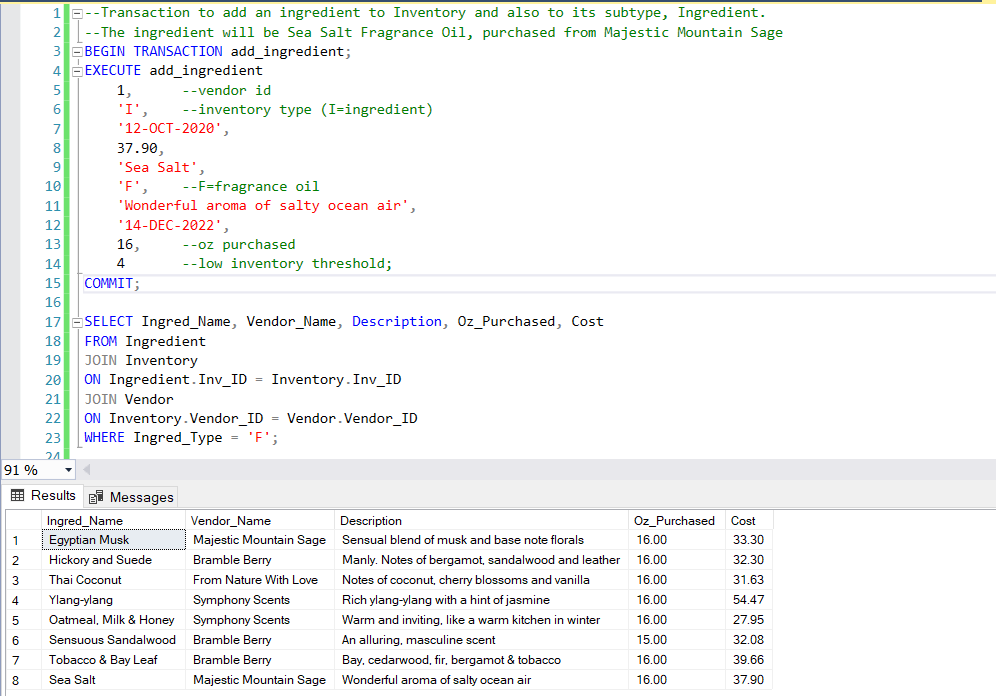 1 --Transaction to add an ingredient to Inventory and also to its subtype, Ingredient.
2 --The ingredient will be Sea Salt Fragrance Oil, purchased from Majestic Mountain Sage
3 BEGIN TRANSACTION add_ingredient;
4 EXECUTE add_ingredient
5 1, --vendor id
6 'I', --inventory type (I=ingredient)
7 '12-OCT-2020',
8 37.90,
9 'Sea Salt',
10 'F', --F=fragrance oil
11 'Wonderful aroma of salty ocean air',
12 '14-DEC-2022',
13 16, --oz purchased
14 4 --low inventory threshold;
15 COMMIT;
16
17 SELECT Ingred_Name, Vendor_Name, Description, Oz_Purchased, Cost
18 FROM Ingredient
19 JOIN Inventory
20 ON Ingredient.Inv_ID = Inventory.Inv_ID
21 JOIN Vendor
22 ON Inventory.Vendor_ID = Vendor.Vendor_ID
23 WHERE Ingred_Type = 'F';
24
91 %
Results Messages
Ingred_Name Vendor_Name Description Oz_Purchased Cost
1 Egyptian Musk Majestic Mountain Sage Sensual blend of musk and base note florals 16.00 33.30
2 Hickory and Suede Bramble Berry Manly. Notes of bergamot, sandalwood and leather 16.00 32.30
3 Thai Coconut From Nature With Love Notes of coconut, cherry blossoms and vanilla 16.00 31.63
4 Ylang-ylang Symphony Scents Rich ylang-ylang with a hint of jasmine 16.00 54.47
5 Oatmeal, Milk & Honey Symphony Scents Warm and inviting, like a warm kitchen in winter 16.00 27.95
6 Sensuous Sandalwood Bramble Berry An alluring, masculine scent 15.00 32.08
7 Tobacco & Bay Leaf Bramble Berry Bay, cedarwood, fir, bergamot & tobacco 16.00 39.66
8 Sea Salt Majestic Mountain Sage Wonderful aroma of salty ocean air 16.00 37.90